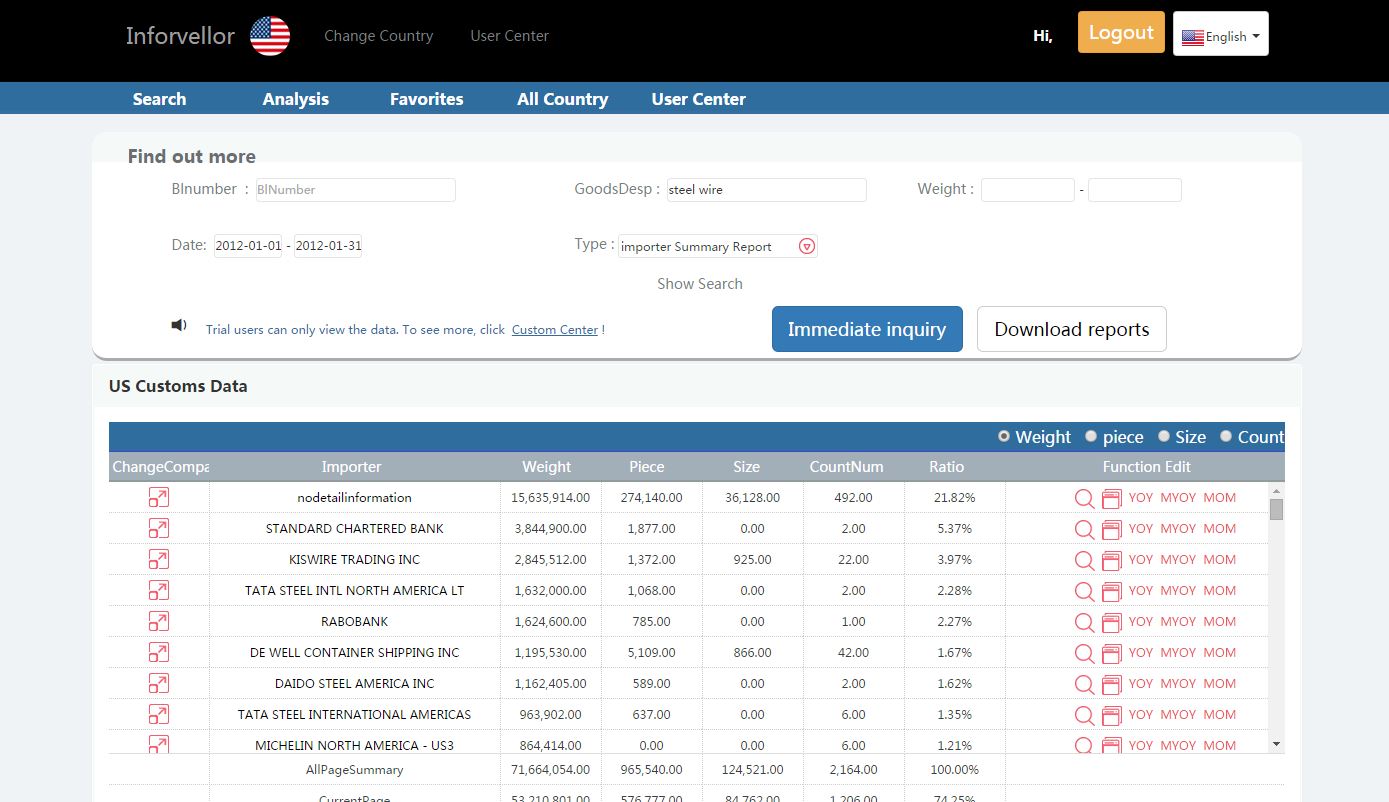 Inforvellor Change Country User Center Hi, Logout English
Search Analysis Favorites All Country User Center
Find out more
Blnumber : BlNumber GoodsDesp : steel wire Weight : -
Date: 2012-01-01 - 2012-01-31 Type : importer Summary Report
Show Search
Trial users can only view the data. To see more, click Custom Center ! Immediate inquiry Download reports
US Customs Data
Weight piece Size Count
ChangeCompa Importer Weight Piece Size CountNum Ratio Function Edit
nodetailinformation 15,635,914.00 274,140.00 36,128.00 492.00 21.82% YOY MYOY MOM
STANDARD CHARTERED BANK 3,844,900.00 1,877.00 0.00 2.00 5.37% YOY MYOY MOM
KISWIRE TRADING INC 2,845,512.00 1,372.00 925.00 22.00 3.97% YOY MYOY MOM
TATA STEEL INTL NORTH AMERICA LT 1,632,000.00 1,068.00 0.00 2.00 2.28% YOY MYOY MOM
RABOBANK 1,624,600.00 785.00 0.00 1.00 2.27% YOY MYOY MOM
DE WELL CONTAINER SHIPPING INC 1,195,530.00 5,109.00 866.00 42.00 1.67% YOY MYOY MOM
DAIDO STEEL AMERICA INC 1,162,405.00 589.00 0.00 2.00 1.62% YOY MYOY MOM
TATA STEEL INTERNATIONAL AMERICAS 963,902.00 637.00 0.00 6.00 1.35% YOY MYOY MOM
MICHELIN NORTH AMERICA - US3 864,414.00 0.00 0.00 6.00 1.21% YOY MYOY MOM
AllPageSummary 71,664,054.00 965,540.00 124,521.00 2,164.00 100.00%
CurrentPage 53,210,801.00 576,777.00 84,762.00 1,206.00 74.25%